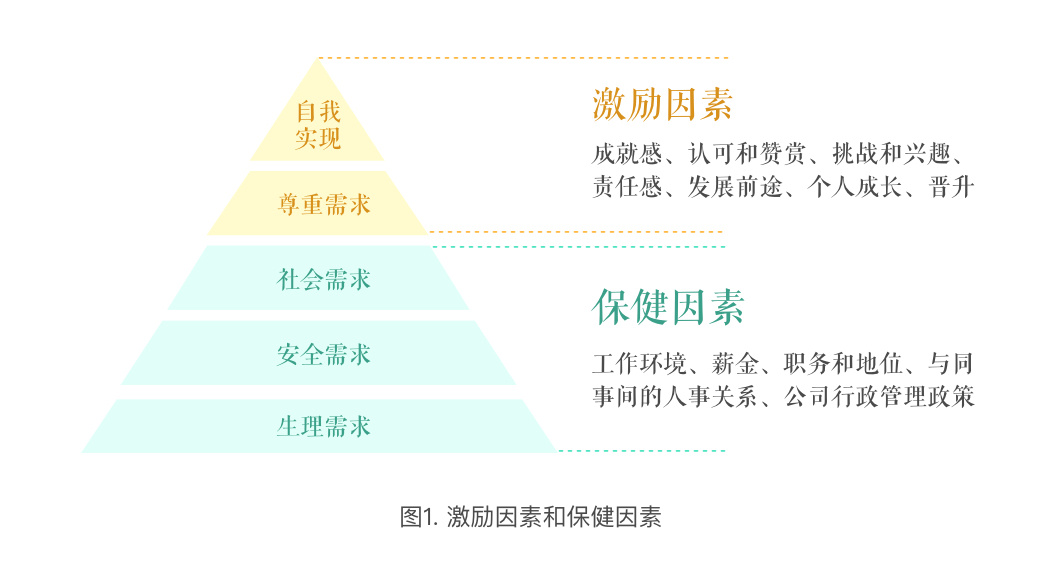 自我
实现
尊重需求
社会需求
安全需求
生理需求
激励因素
成就感、认可和赞赏、挑战和兴趣、
责任感、发展前途、个人成长、晋升
保健因素
工作环境、薪金、职务和地位、与同
事间的人事关系、公司行政管理政策
图1. 激励因素和保健因素